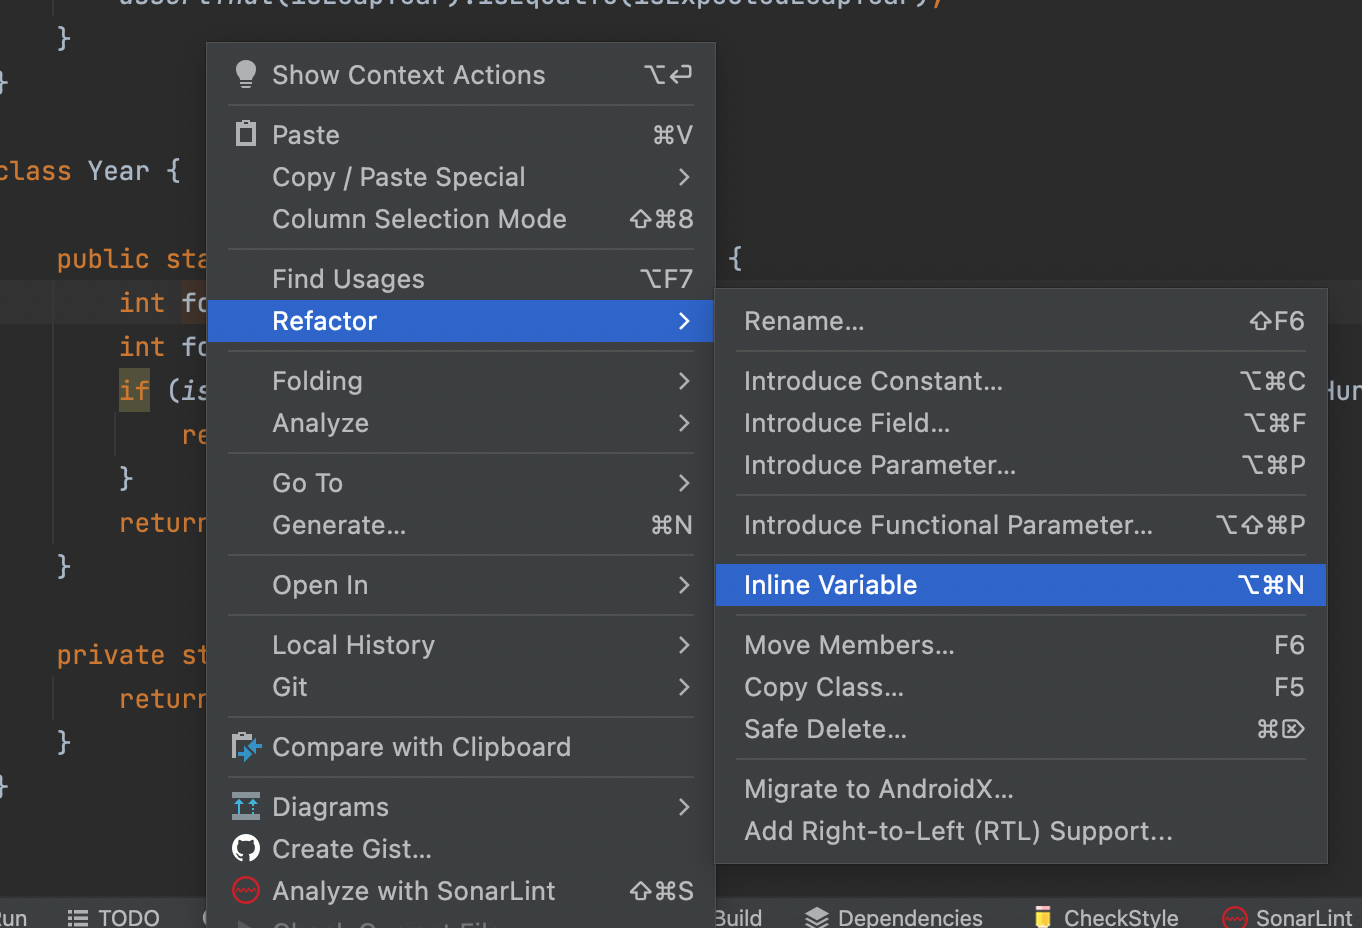 }
}
class Year {
public sta
{
int fo
int fo
if (is
Hun
re
}
return
}
private st
return
}
}
Show Context Actions ⌥⏎
Paste ⌘V
Copy / Paste Special >
Column Selection Mode ⇧⌘8
Find Usages ⌥F7
Refactor >
Folding >
Analyze >
Go To >
Generate... ⌘N
Open In >
Local History >
Git >
Compare with Clipboard
Diagrams >
Create Gist...
Analyze with SonarLint ⇧⌘S
Rename... ⇧F6
Introduce Constant... ⌥⌘C
Introduce Field... ⌥⌘F
Introduce Parameter... ⌥⌘P
Introduce Functional Parameter... ⌥⇧⌘P
Inline Variable ⌥⌘N
Move Members... F6
Copy Class... F5
Safe Delete... ⌘⌦
Migrate to AndroidX...
Add Right-to-Left (RTL) Support...
un TODO Build Dependencies CheckStyle SonarLint